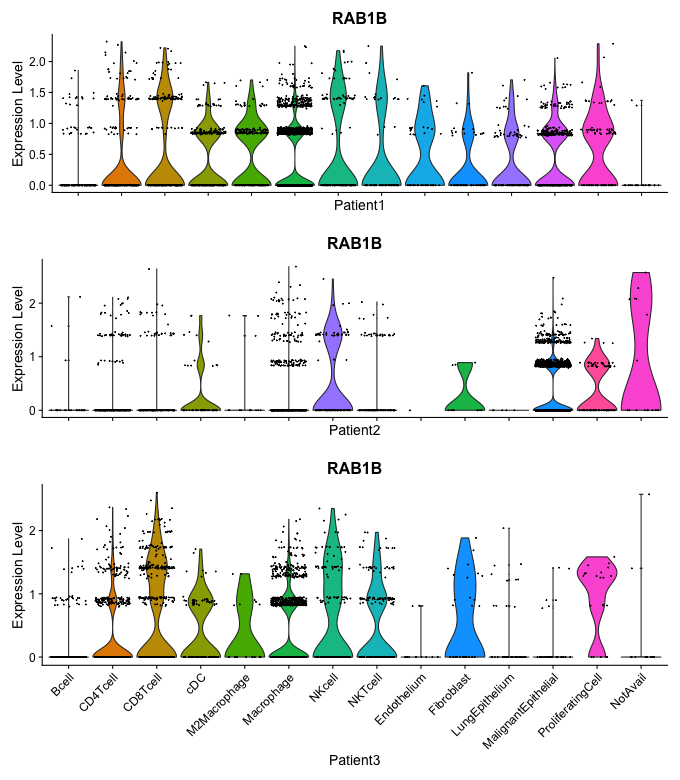 RAB1B
Expression Level
2.0
1.5
1.0
0.5
0.0
Patient1
RAB1B
Expression Level
2
1
0
Patient2
RAB1B
Expression Level
2
1
0
Bcell
CD4Tcell
CD8Tcell
cDC
M2Macrophage
Macrophage
NKcell
NKTcell
Endothelium
Fibroblast
LungEpithelium
MalignantEpithelial
ProliferatingCell
NotAvail
Patient3